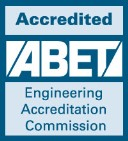 Accredited
ABET
Engineering
Accreditation
Commission